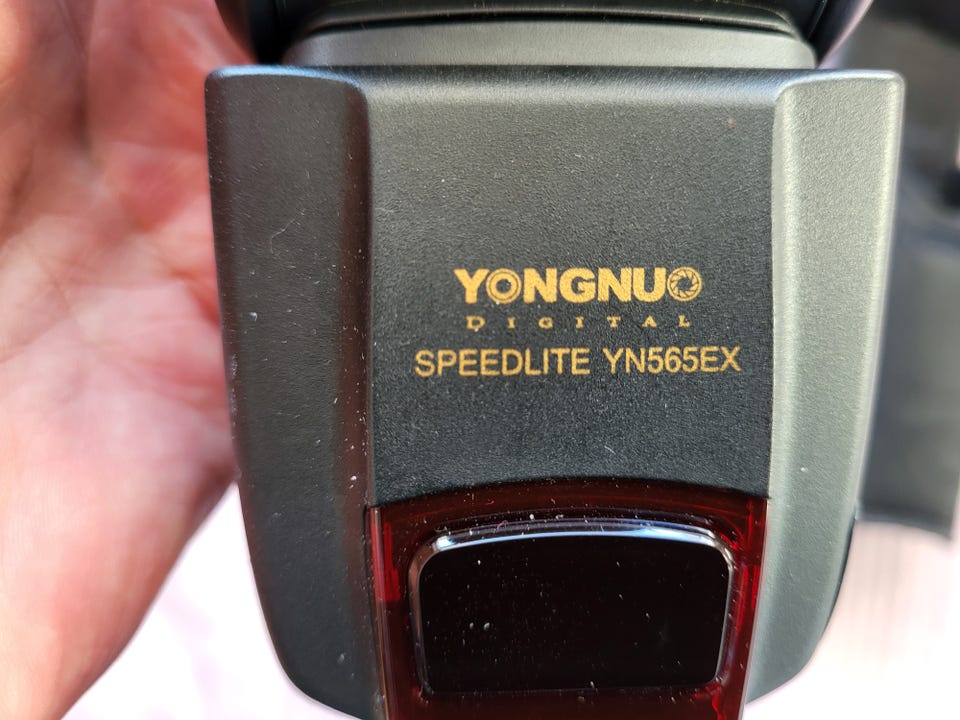 YONGNUO
DIGITAL
SPEEDLITE YN565EX